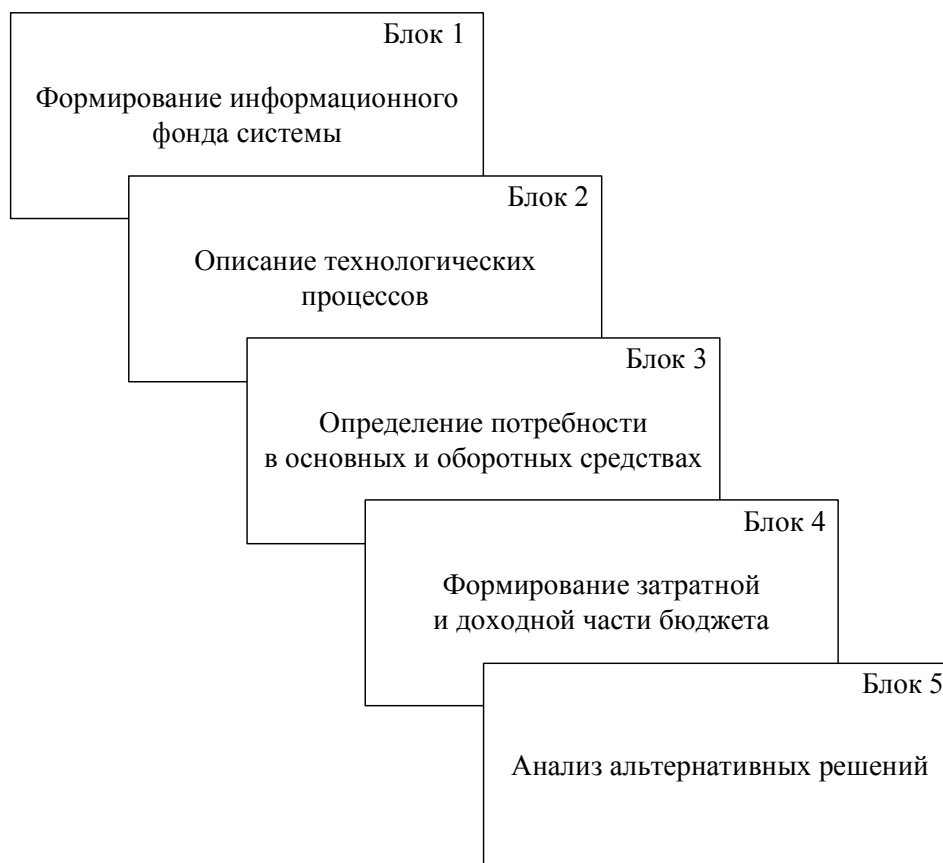 Блок 1
Формирование информационного
фонда системы
Блок 2
Описание технологических
процессов
Блок 3
Определение потребности
в основных и оборотных средствах
Блок 4
Формирование затратной
и доходной части бюджета
Блок 5
Анализ альтернативных решений